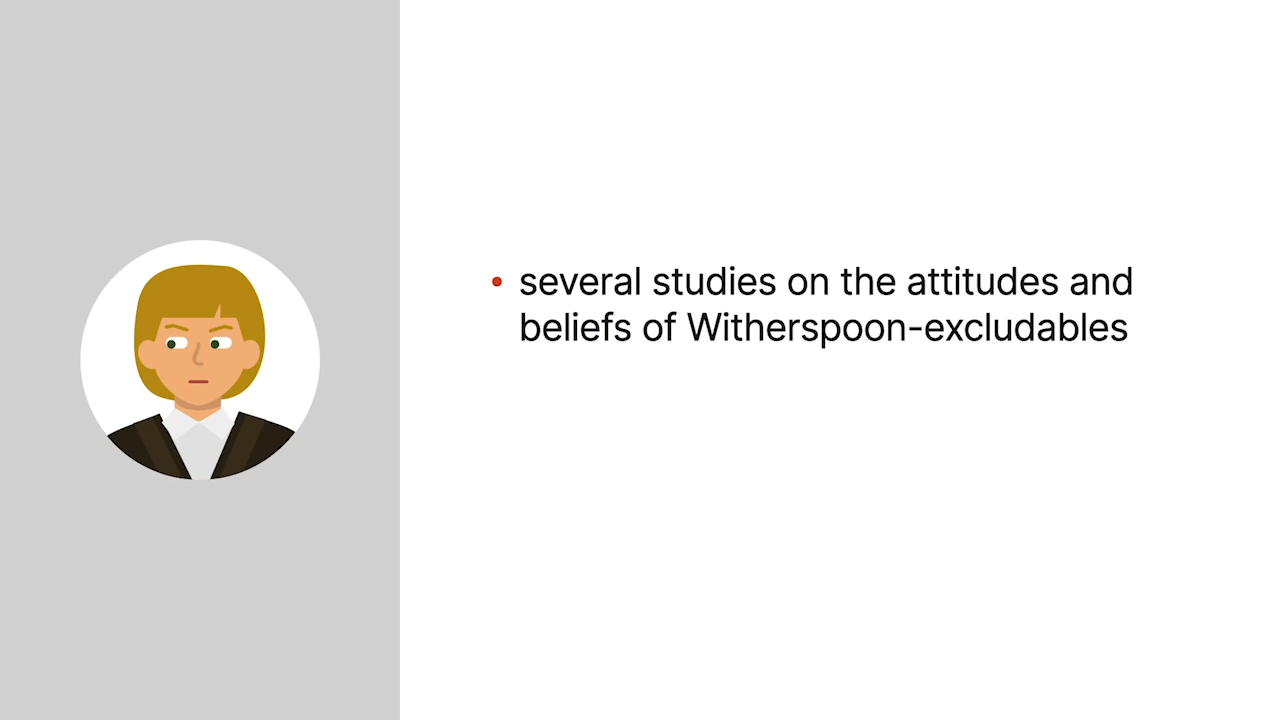 • several studies on the attitudes and
beliefs of Witherspoon-excludables